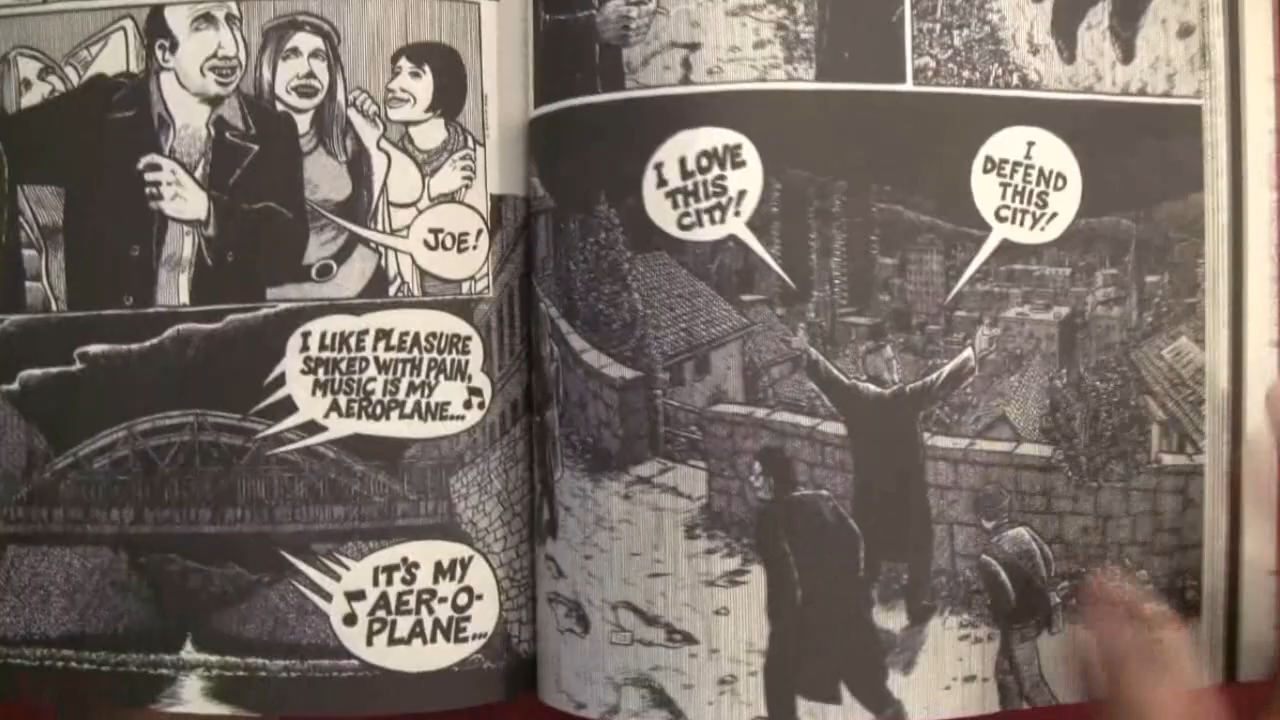 JOE!
I LIKE PLEASURE
SPIKED WITH PAIN,
MUSIC IS MY
AEROPLANE...
IT'S MY
AER-O-
PLANE...
I LOVE
THIS
CITY!
I
DEFEND
THIS
CITY!